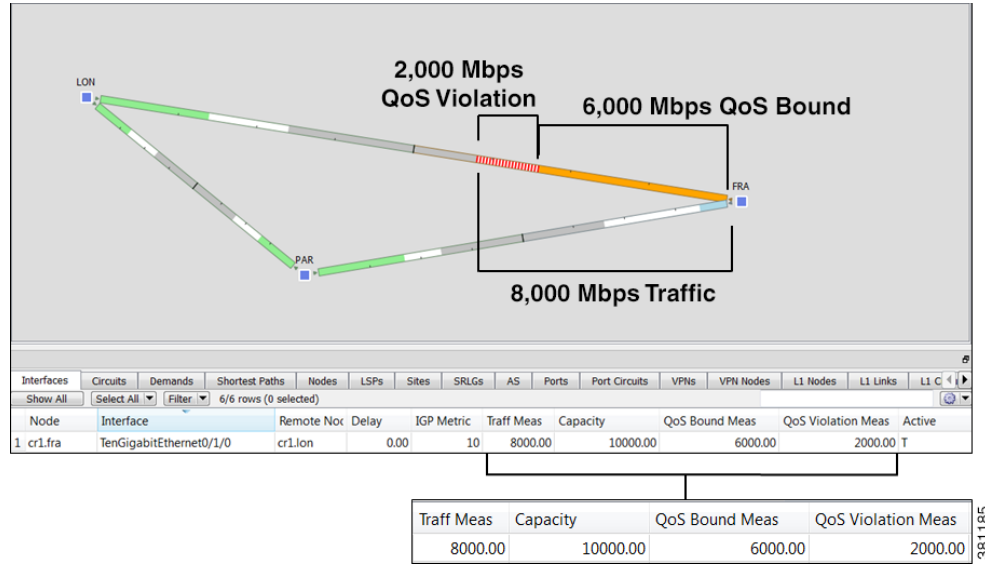 LON
2,000 Mbps
QoS Violation
6,000 Mbps QoS Bound
FRA
PAR
8,000 Mbps Traffic
Interfaces Circuits Demands Shortest Paths Nodes LSPs Sites SRLGs AS Ports Port Circuits VPNs VPN Nodes L1 Nodes L1 Links L1 C
Show All Select All Filter 6/6 rows (0 selected)
Node Interface Remote Noc Delay IGP Metric Traff Meas Capacity QoS Bound Meas QoS Violation Meas Active
1 cr1.fra TenGigabitEthernet0/1/0 cr1.lon 0.00 10 8000.00 10000.00 6000.00 2000.00 T
Traff Meas Capacity QoS Bound Meas QoS Violation Meas
8000.00 10000.00 6000.00 2000.00
381185